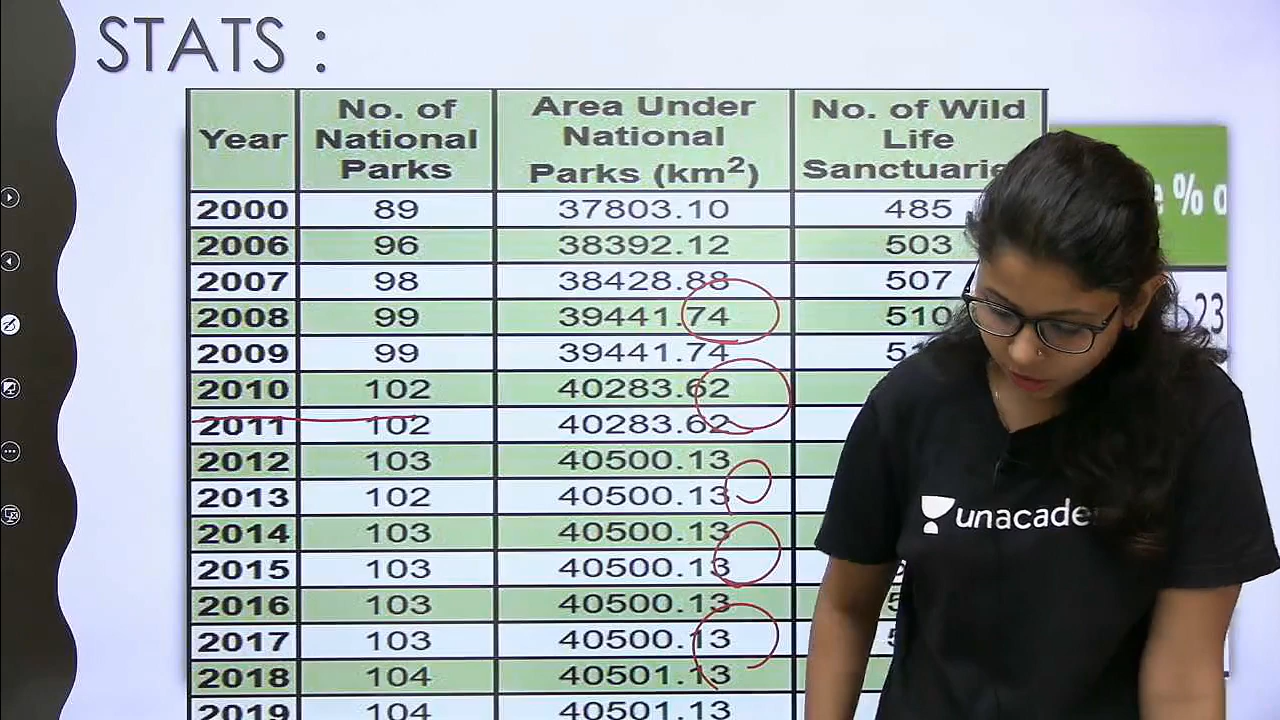 STATS :
Year No. of National Parks Area Under National Parks (km²) No. of Wild Life
2000 89 37803.10 485
2006 96 38392.12 503
2007 98 38428.88 507
2008 99 39441.74 510
2009 99 39441.74
2010 102 40283.62
2011 102 40283.62
2012 103 40500.13
2013 102 40500.13
2014 103 40500.13
2015 103 40500.13
2016 103 40500.13
2017 103 40500.13
2018 104 40501.13
2019 104 40501.13
% o
23
unacade